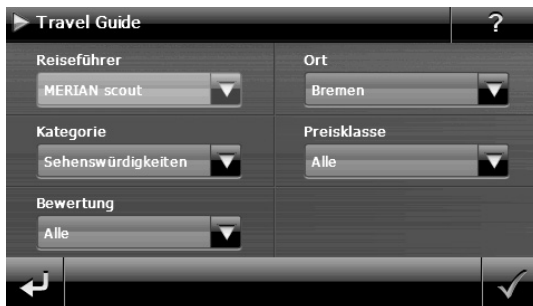 Travel Guide ?
Reiseführer
MERIAN scout
Ort
Bremen
Kategorie
Sehenswürdigkeiten
Preisklasse
Alle
Bewertung
Alle